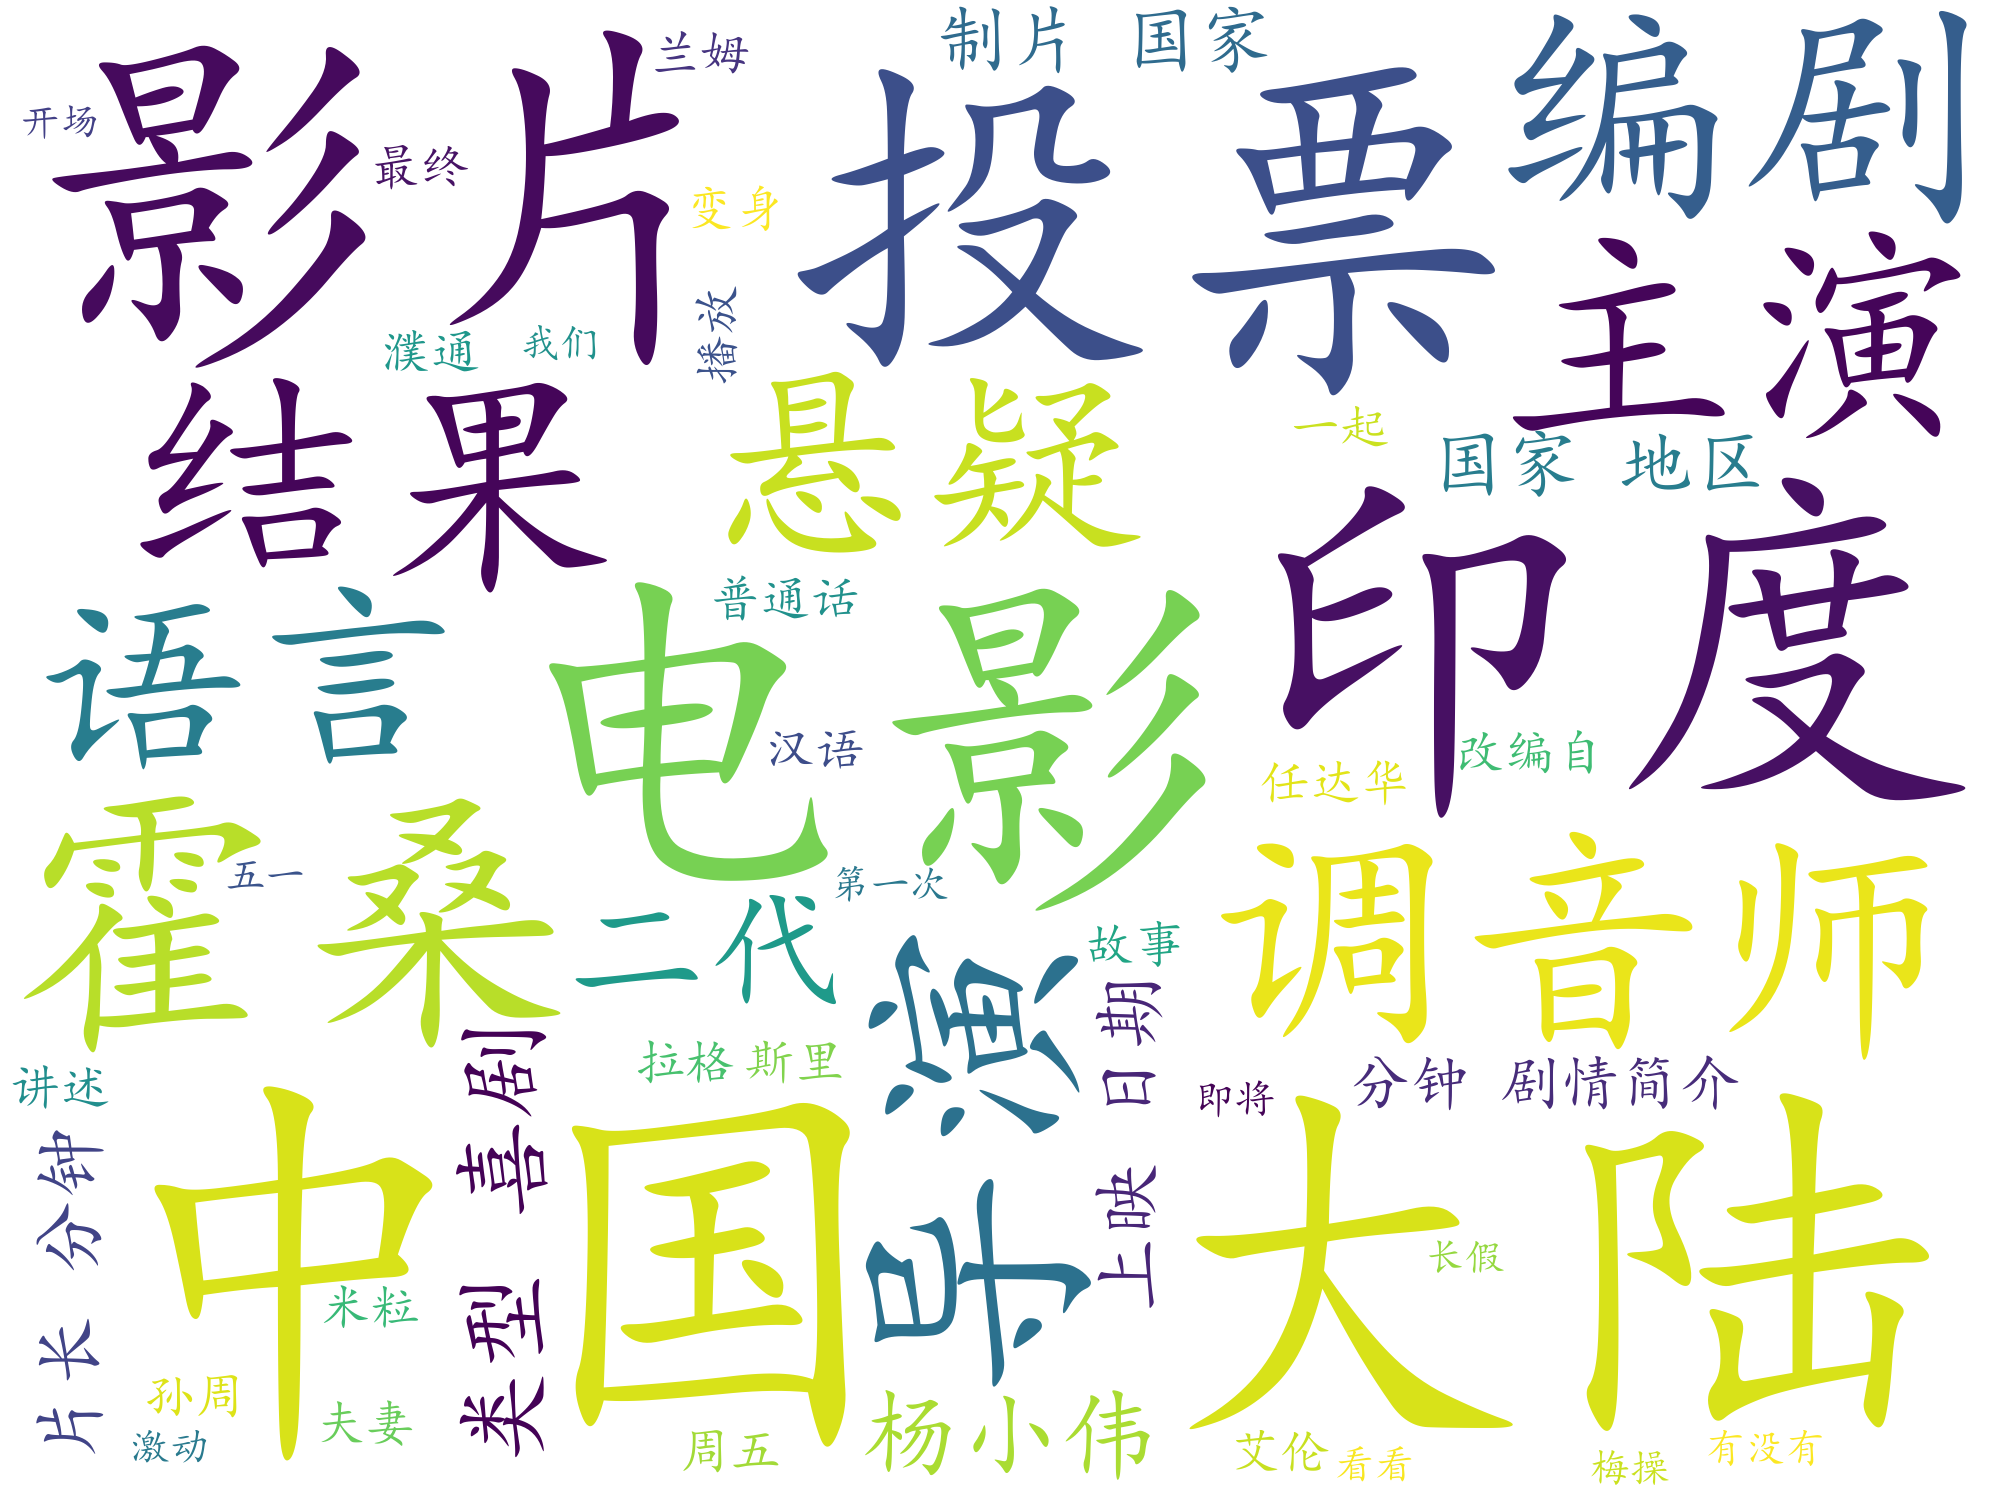 制片 国家
编剧
影片
兰姆
投票
开场
最终
变身
主演
播放
濮通
我们
结果
悬疑
一起
国家 地区
印度
普通话
语言
电影
汉语
改编自
任达华
霍桑
五一
第一次
调音师
二代
故事
导演
上映 日期
拉格 斯里
类型 喜剧
讲述
即将
分钟 剧情简介
中国
大陆
片长 分钟
长假
米粒
孙周
夫妻
激动
周五
杨小伟
艾伦
看看
梅操
有没有